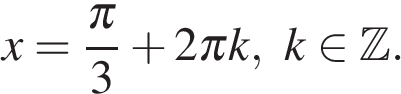 x = π/3 + 2πk, k ∈ ℤ.